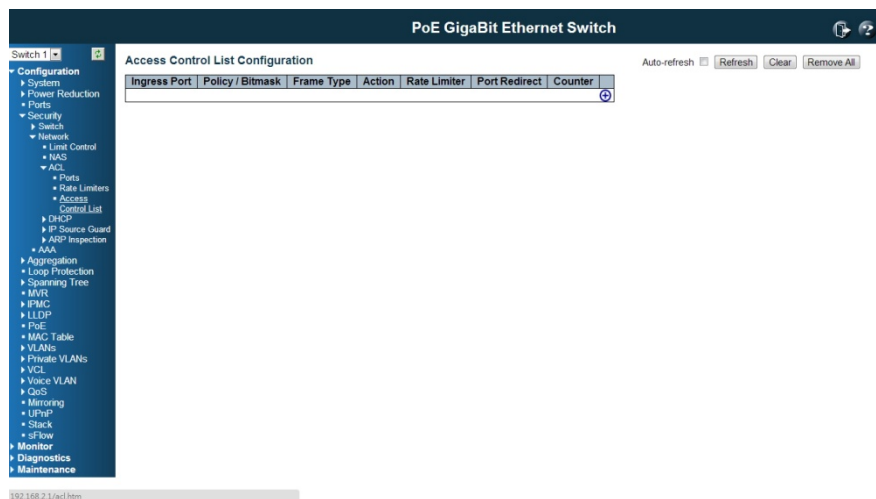 PoE GigaBit Ethernet Switch
Switch 1
Configuration
System
Power Reduction
Ports
Security
Switch
Network
Limit Control
NAS
ACL
Ports
Rate Limiters
Access
Control List
DHCP
IP Source Guard
ARP Inspection
AAA
Aggregation
Loop Protection
Spanning Tree
MVR
IPMC
LLDP
PoE
MAC Table
VLANs
Private VLANs
VCL
Voice VLAN
QoS
Mirroring
UPnP
Stack
sFlow
Monitor
Diagnostics
Maintenance
Access Control List Configuration
Auto-refresh Refresh Clear Remove All
Ingress Port Policy / Bitmask Frame Type Action Rate Limiter Port Redirect Counter
192.168.2.1/acl.htm